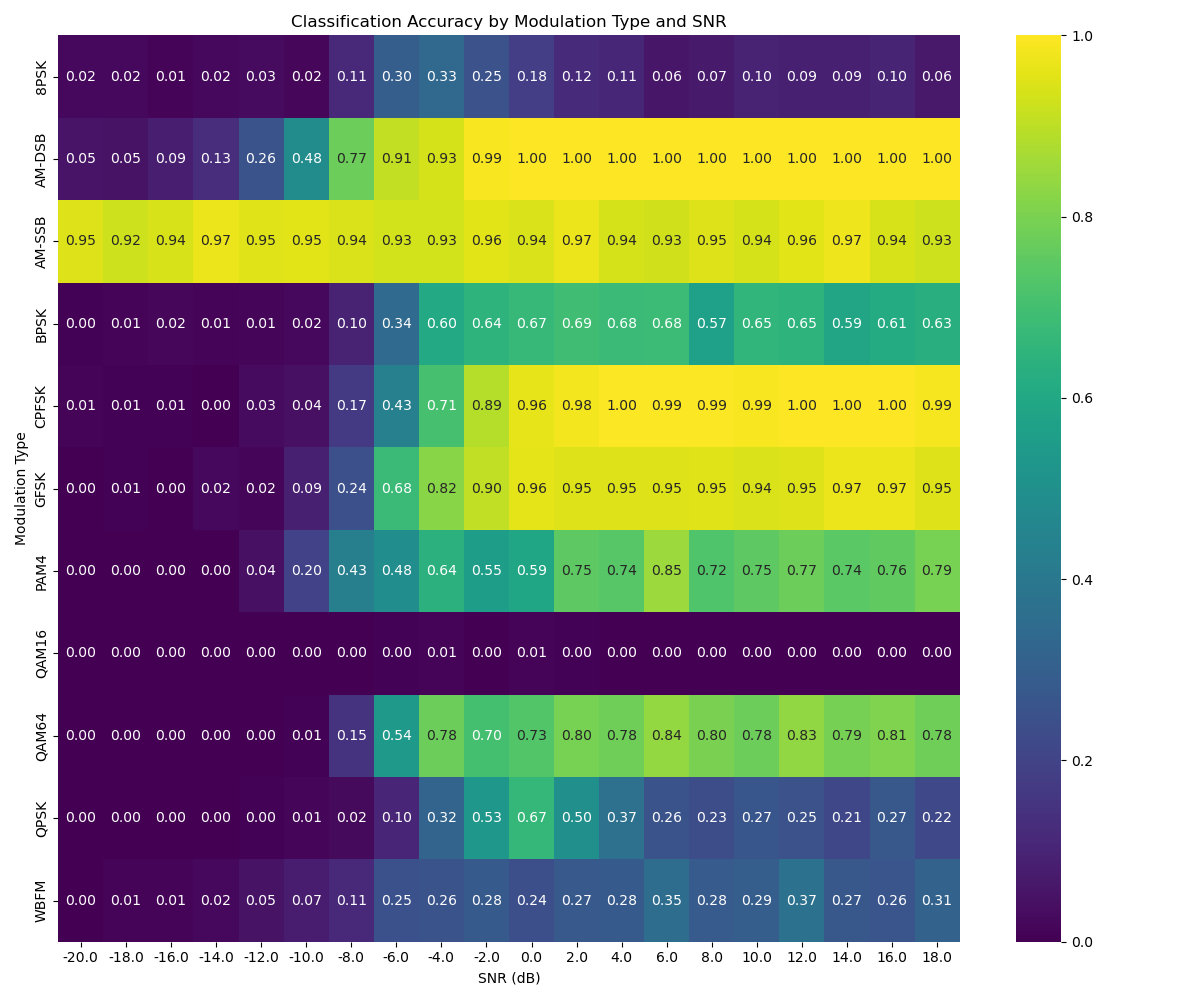 Classification Accuracy by Modulation Type and SNR
Modulation Type
8PSK 0.02 0.02 0.01 0.02 0.03 0.02 0.11 0.30 0.33 0.25 0.18 0.12 0.11 0.06 0.07 0.10 0.09 0.09 0.10 0.06
AM-DSB 0.05 0.05 0.09 0.13 0.26 0.48 0.77 0.91 0.93 0.99 1.00 1.00 1.00 1.00 1.00 1.00 1.00 1.00 1.00 1.00
AM-SSB 0.95 0.92 0.94 0.97 0.95 0.95 0.94 0.93 0.93 0.96 0.94 0.97 0.94 0.93 0.95 0.94 0.96 0.97 0.94 0.93
BPSK 0.00 0.01 0.02 0.01 0.01 0.02 0.10 0.34 0.60 0.64 0.67 0.69 0.68 0.68 0.57 0.65 0.65 0.59 0.61 0.63
CPFSK 0.01 0.01 0.01 0.00 0.03 0.04 0.17 0.43 0.71 0.89 0.96 0.98 1.00 0.99 0.99 0.99 1.00 1.00 1.00 0.99
GFSK 0.00 0.01 0.00 0.02 0.02 0.09 0.24 0.68 0.82 0.90 0.96 0.95 0.95 0.95 0.95 0.94 0.95 0.97 0.97 0.95
PAM4 0.00 0.00 0.00 0.00 0.04 0.20 0.43 0.48 0.64 0.55 0.59 0.75 0.74 0.85 0.72 0.75 0.77 0.74 0.76 0.79
QAM16 0.00 0.00 0.00 0.00 0.00 0.00 0.00 0.00 0.01 0.00 0.01 0.00 0.00 0.00 0.00 0.00 0.00 0.00 0.00 0.00
QAM64 0.00 0.00 0.00 0.00 0.00 0.01 0.15 0.54 0.78 0.70 0.73 0.80 0.78 0.84 0.80 0.78 0.83 0.79 0.81 0.78
QPSK 0.00 0.00 0.00 0.00 0.00 0.01 0.02 0.10 0.32 0.53 0.67 0.50 0.37 0.26 0.23 0.27 0.25 0.21 0.27 0.22
WBFM 0.00 0.01 0.01 0.02 0.05 0.07 0.11 0.25 0.26 0.28 0.24 0.27 0.28 0.35 0.28 0.29 0.37 0.27 0.26 0.31
-20.0 -18.0 -16.0 -14.0 -12.0 -10.0 -8.0 -6.0 -4.0 -2.0 0.0 2.0 4.0 6.0 8.0 10.0 12.0 14.0 16.0 18.0
SNR (dB)
1.0
0.8
0.6
0.4
0.2
0.0